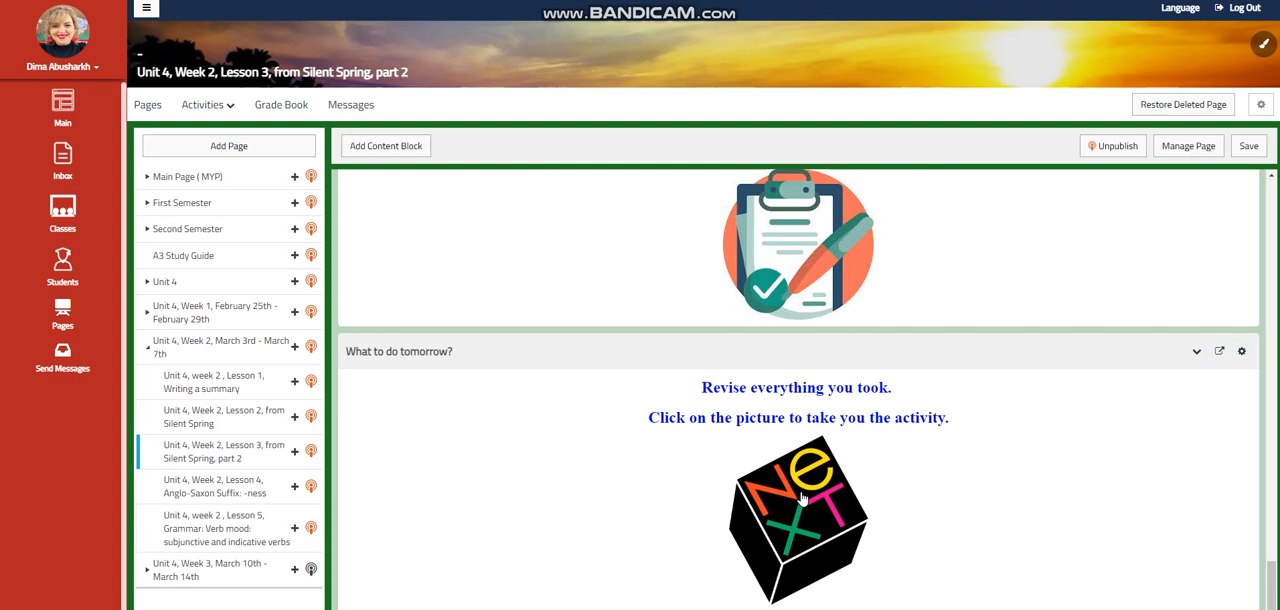 www.BANDICAM.com
Language
Log Out
Dima Abusharkh
-
Unit 4, Week 2, Lesson 3, from Silent Spring, part 2
Pages
Activities
Grade Book
Messages
Restore Deleted Page
Main
Inbox
Classes
Students
Pages
Send Messages
Add Page
Main Page ( MYP)
First Semester
Second Semester
A3 Study Guide
Unit 4
Unit 4, Week 1, February 25th -
February 29th
Unit 4, Week 2, March 3rd - March
7th
Unit 4, week 2 , Lesson 1,
Writing a summary
Unit 4, Week 2, Lesson 2, from
Silent Spring
Unit 4, Week 2, Lesson 3, from
Silent Spring, part 2
Unit 4, Week 2, Lesson 4,
Anglo-Saxon Suffix: -ness
Unit 4, week 2 , Lesson 5,
Grammar: Verb mood:
subjunctive and indicative verbs
Unit 4, Week 3, March 10th -
March 14th
Add Content Block
Unpublish
Manage Page
Save
What to do tomorrow?
Revise everything you took.
Click on the picture to take you the activity.
NeXT